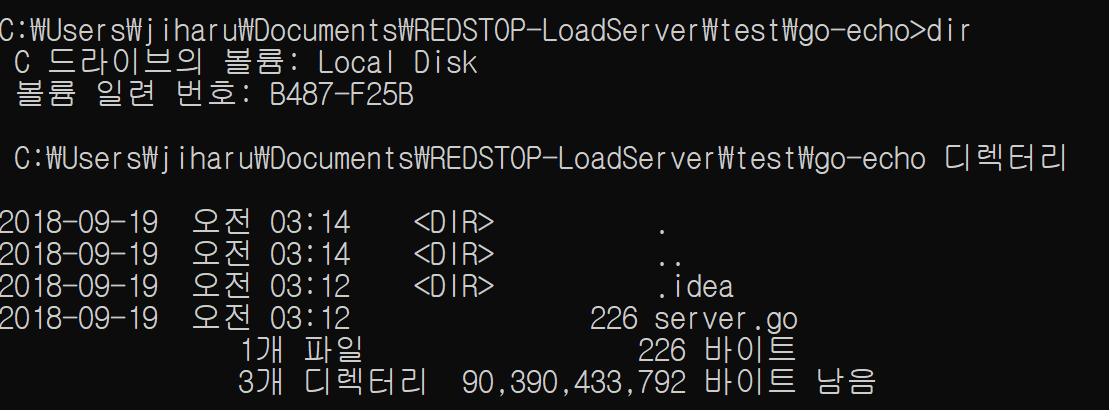 C:₩Users₩jiharu₩Documents₩REDSTOP-LoadServer₩test₩go-echo>dir
C 드라이브의 볼륨: Local Disk
볼륨 일련 번호: B487-F25B
C:₩Users₩jiharu₩Documents₩REDSTOP-LoadServer₩test₩go-echo 디렉터리
2018-09-19 오전 03:14 <DIR> .
2018-09-19 오전 03:14 <DIR> ..
2018-09-19 오전 03:12 <DIR> .idea
2018-09-19 오전 03:12 226 server.go
1개 파일 226 바이트
3개 디렉터리 90,390,433,792 바이트 남음